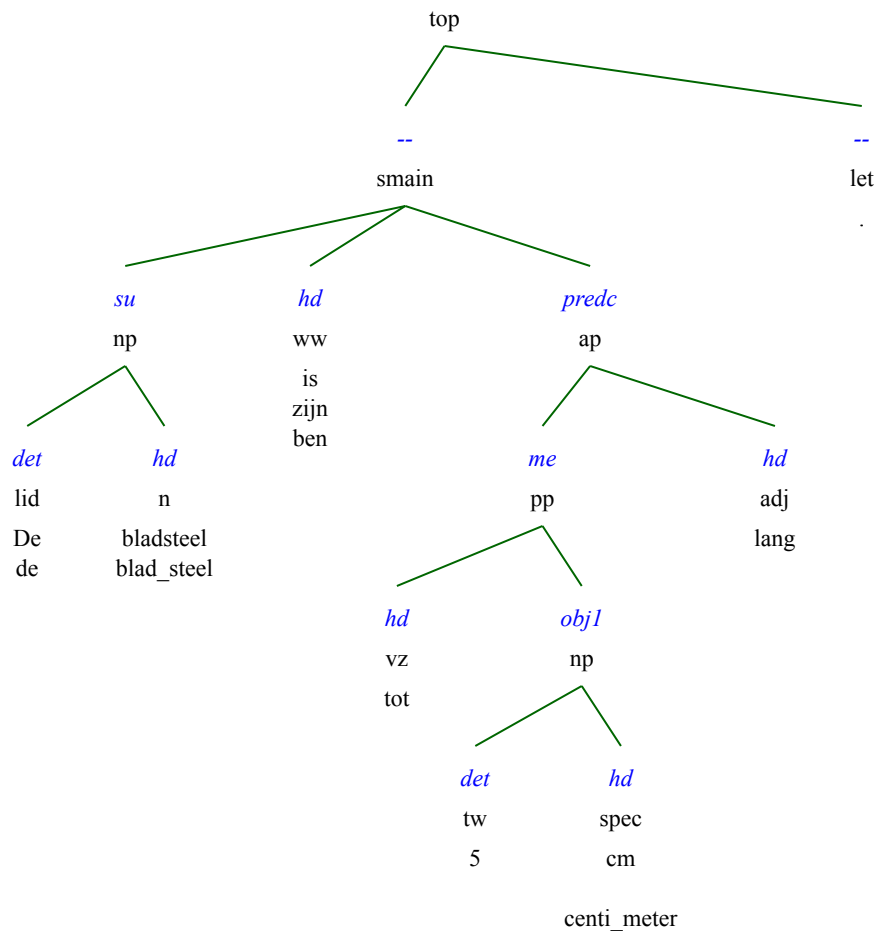 top
-- --
smain let
.
su hd predc
np ww ap
is
zijn
ben
det hd me hd
lid n pp adj
De bladsteel lang
de blad_steel
hd obj1
vz np
tot
det hd
tw spec
5 cm
centi_meter